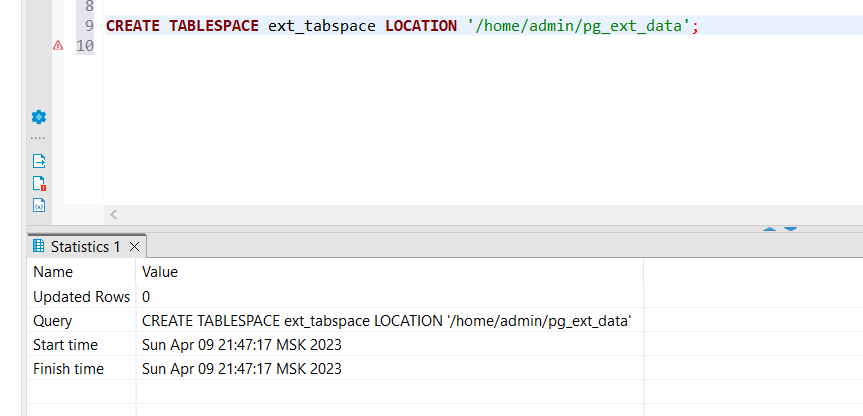 8
9 CREATE TABLESPACE ext_tabspace LOCATION '/home/admin/pg_ext_data';
10
Statistics 1
Name Value
Updated Rows 0
Query CREATE TABLESPACE ext_tabspace LOCATION '/home/admin/pg_ext_data'
Start time Sun Apr 09 21:47:17 MSK 2023
Finish time Sun Apr 09 21:47:17 MSK 2023